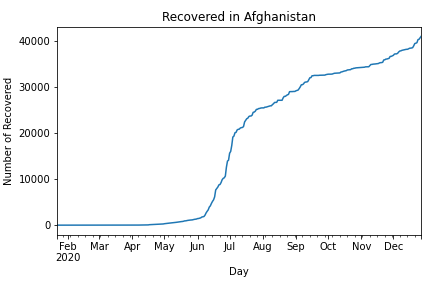 Recovered in Afghanistan
Number of Recovered
40000
30000
20000
10000
0
Feb Mar Apr May Jun Jul Aug Sep Oct Nov Dec
2020
Day